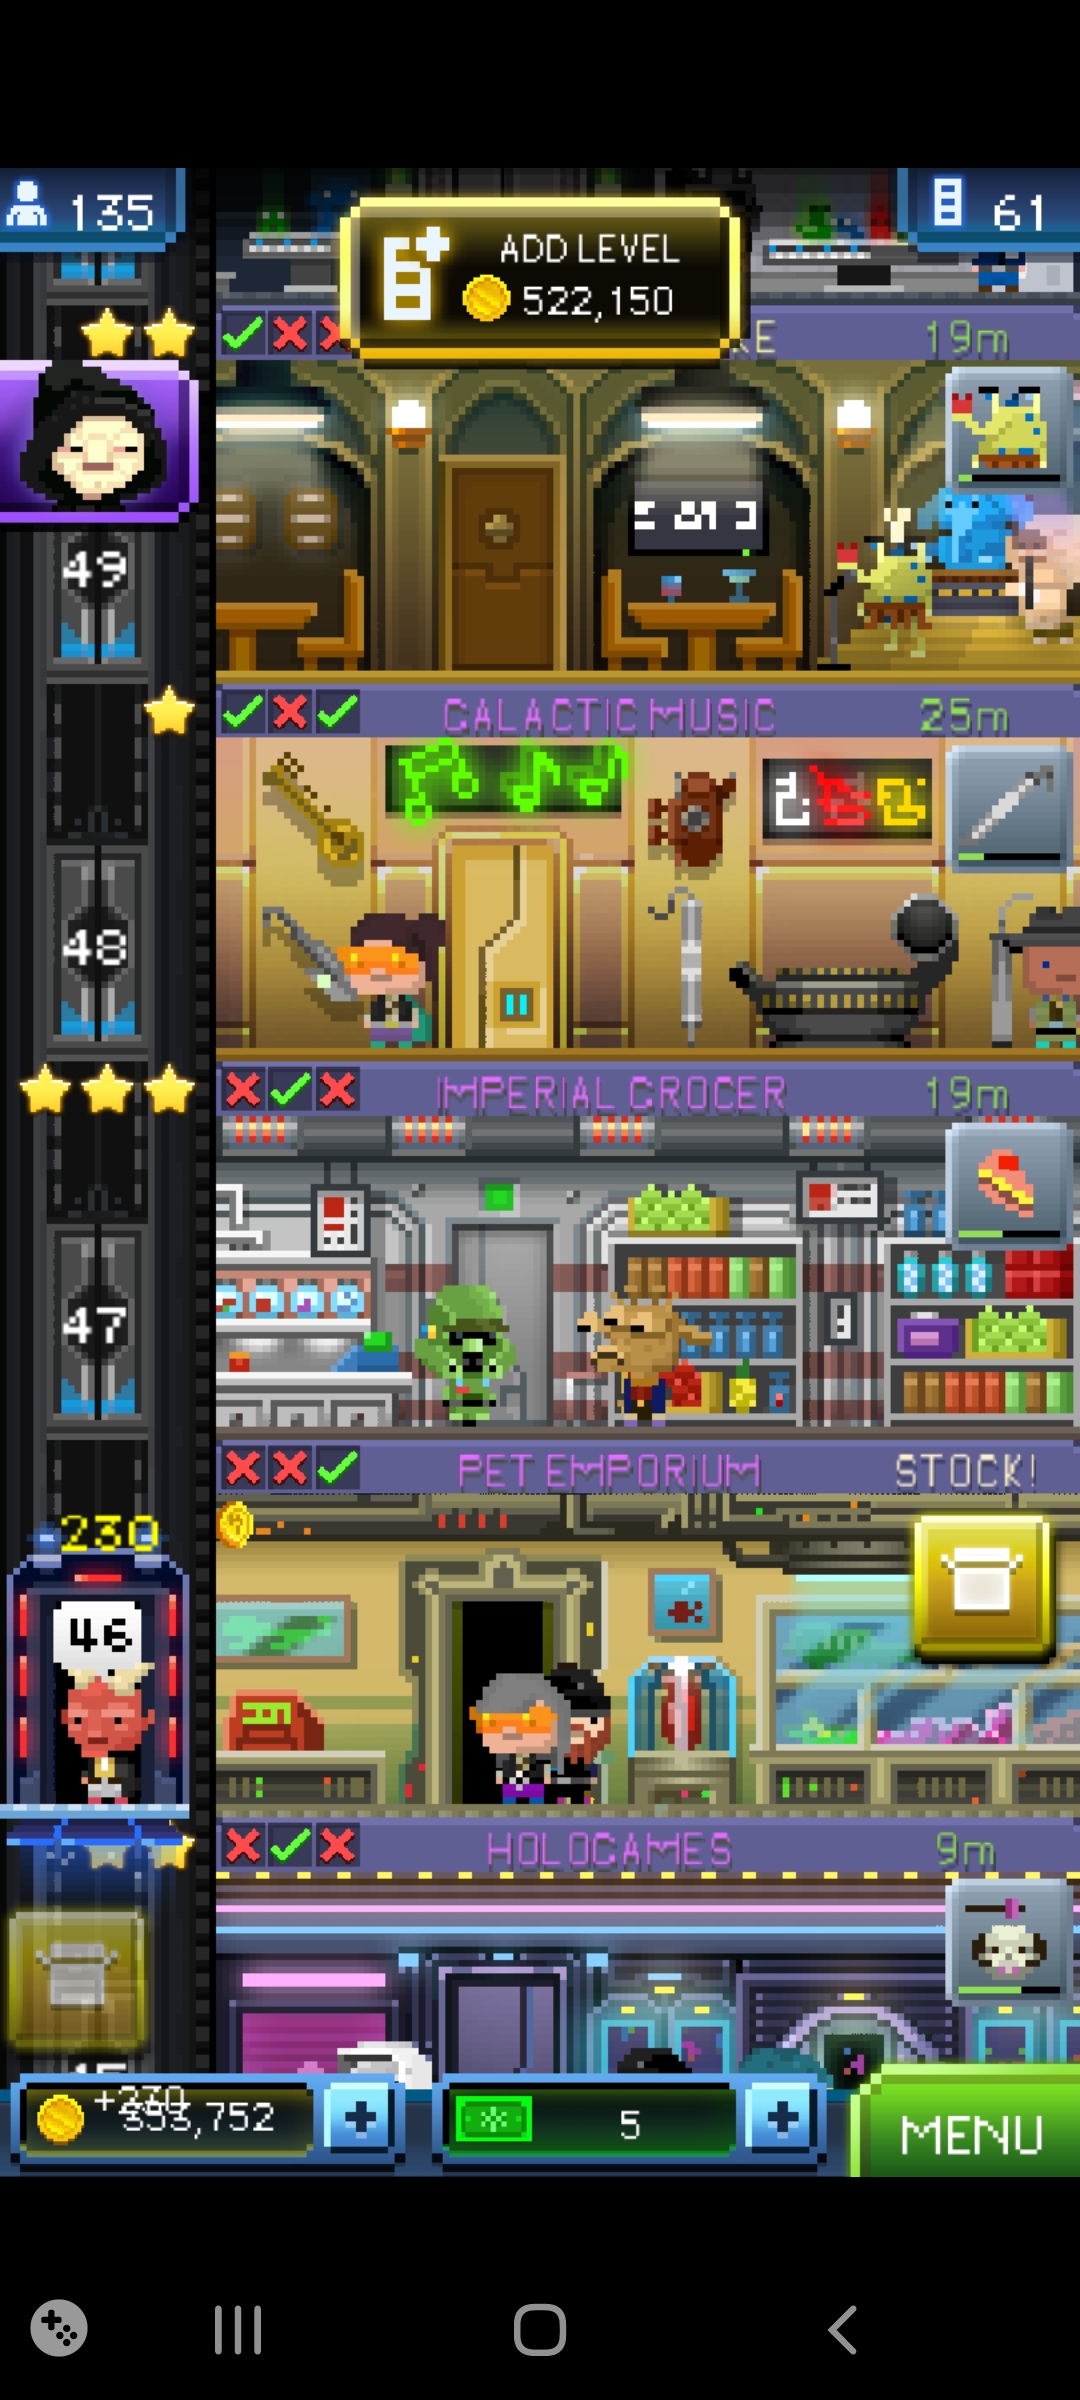 135
ADD LEVEL
522,150
61
KE
19m
49
GALACTIC MUSIC
25m
48
IMPERIAL GROCER
19m
47
PET EMPORIUM
STOCK!
230
46
HOLOGAMES
9m
+230
353,752
5
MENU